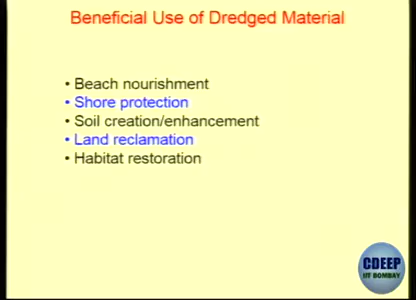 Beneficial Use of Dredged Material
• Beach nourishment
• Shore protection
• Soil creation/enhancement
• Land reclamation
• Habitat restoration
CDEEP
IIT BOMBAY